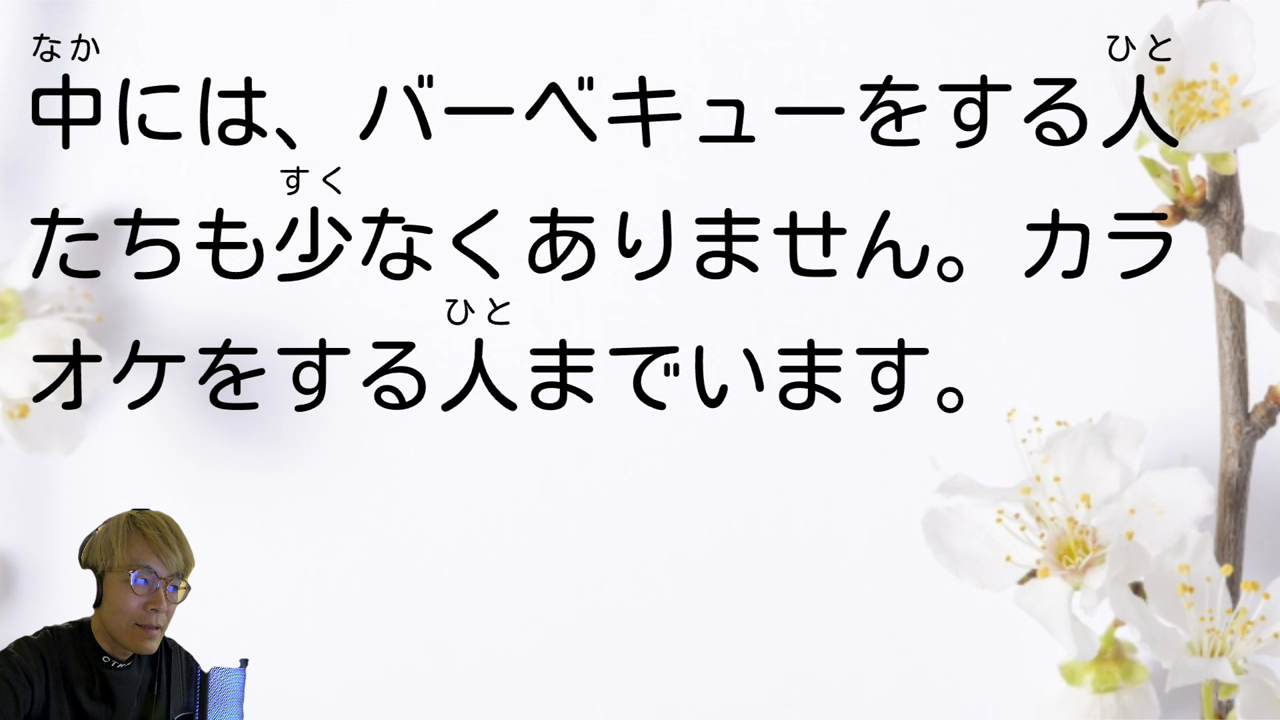 なか ひと
中には、バーベキューをする人
すく
たちも少なくありません。カラ
ひと
オケをする人までいます。